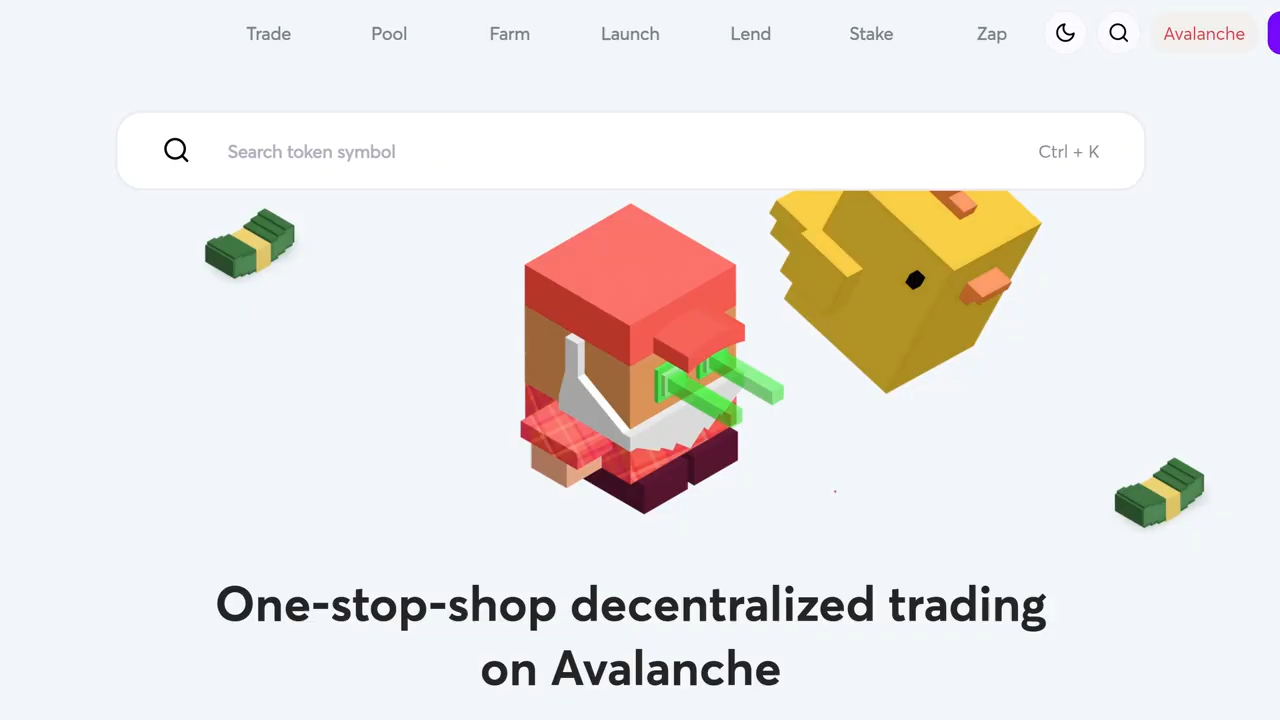 Trade Pool Farm Launch Lend Stake Zap Avalanche
Search token symbol Ctrl + K
One-stop-shop decentralized trading
on Avalanche